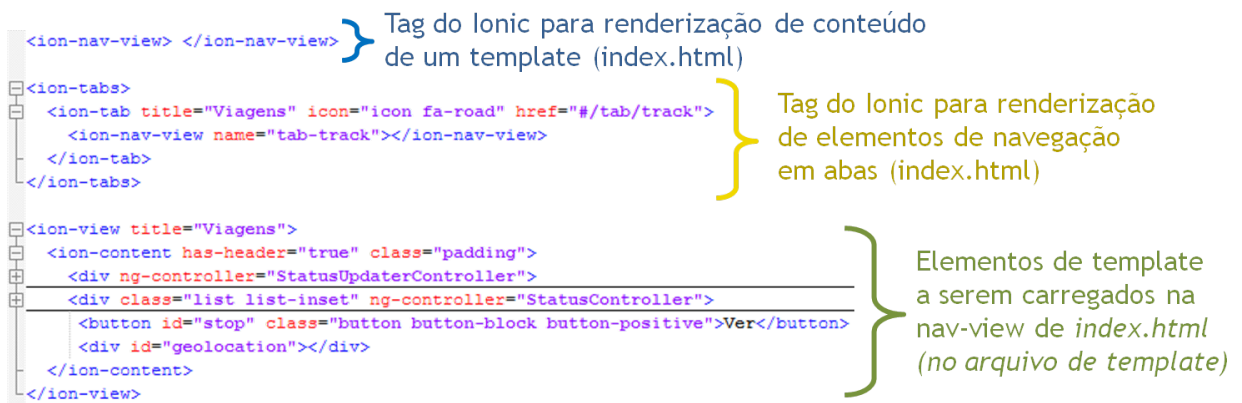 <ion-nav-view> </ion-nav-view>
Tag do Ionic para renderização de conteúdo
de um template (index.html)
<ion-tabs>
<ion-tab title="Viagens" icon="icon fa-road" href="#/tab/track">
<ion-nav-view name="tab-track"></ion-nav-view>
</ion-tab>
</ion-tabs>
Tag do Ionic para renderização
de elementos de navegação
em abas (index.html)
<ion-view title="Viagens">
<ion-content has-header="true" class="padding">
<div ng-controller="StatusUpdaterController">
<div class="list list-inset" ng-controller="StatusController">
<button id="stop" class="button button-block button-positive">Ver</button>
<div id="geolocation"></div>
</ion-content>
</ion-view>
Elementos de template
a serem carregados na
nav-view de index.html
(no arquivo de template)